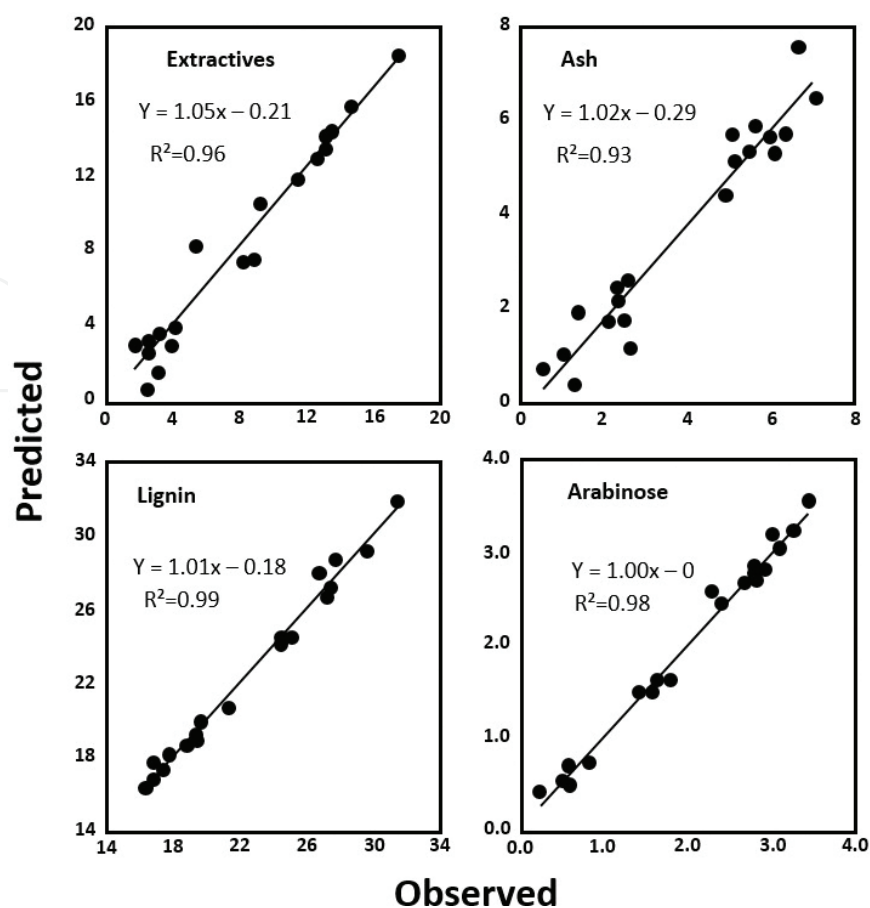 Predicted
20
16
12
8
4
0
Extractives
Y = 1.05x – 0.21
R²=0.96
0 4 8 12 16 20
8
6
4
2
0
Ash
Y = 1.02x – 0.29
R²=0.93
0 2 4 6 8
34
30
26
22
18
14
Lignin
Y = 1.01x – 0.18
R²=0.99
14 18 22 26 30 34
4.0
3.0
2.0
1.0
0.0
Arabinose
Y = 1.00x – 0
R²=0.98
0.0 1.0 2.0 3.0 4.0
Observed